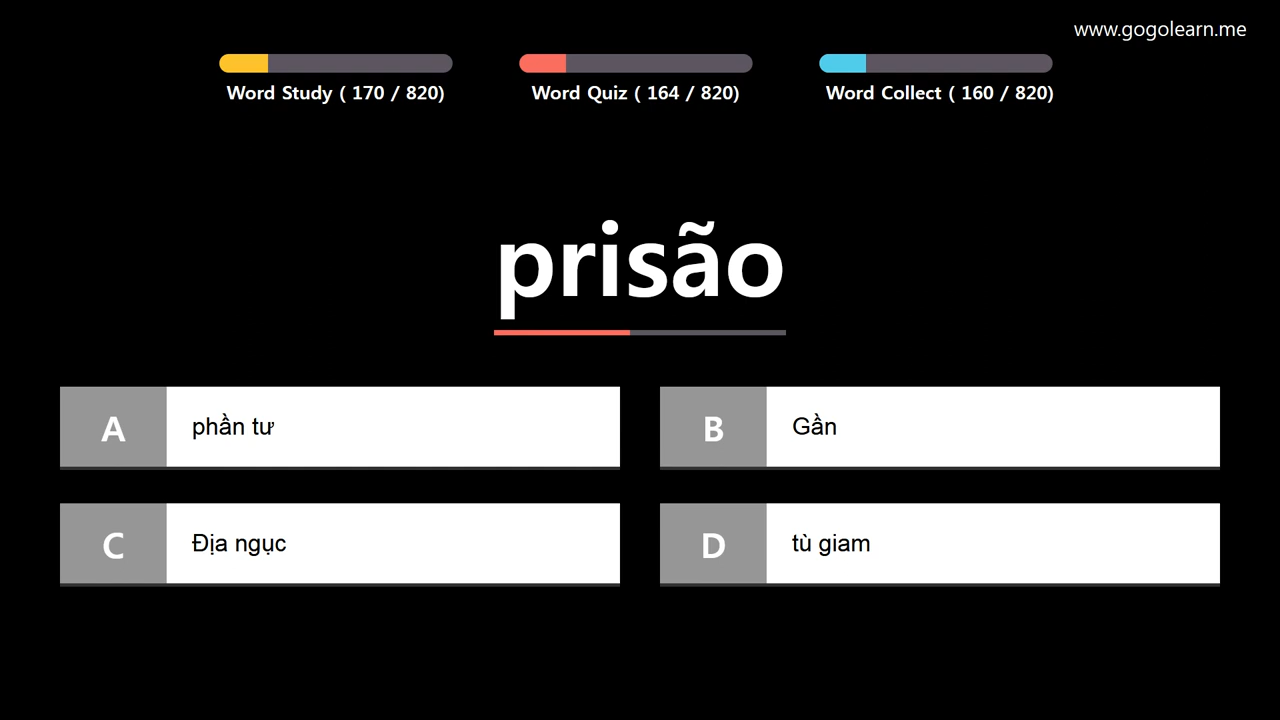 www.gogolearn.me
Word Study ( 170 / 820)
Word Quiz ( 164 / 820)
Word Collect ( 160 / 820)
prisão
A
phần tư
B
Gần
C
Địa ngục
D
tù giam